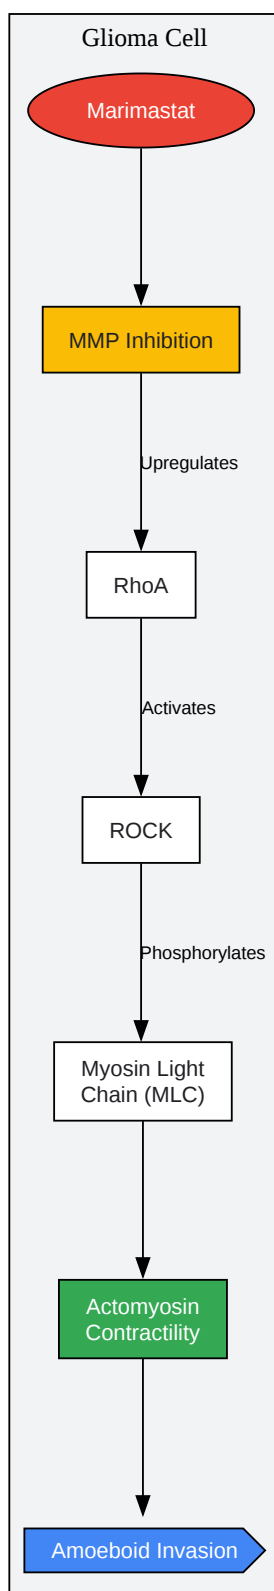 Glioma Cell
Marimastat
MMP Inhibition
Upregulates
RhoA
Activates
ROCK
Phosphorylates
Myosin Light
Chain (MLC)
Actomyosin
Contractility
Amoeboid Invasion